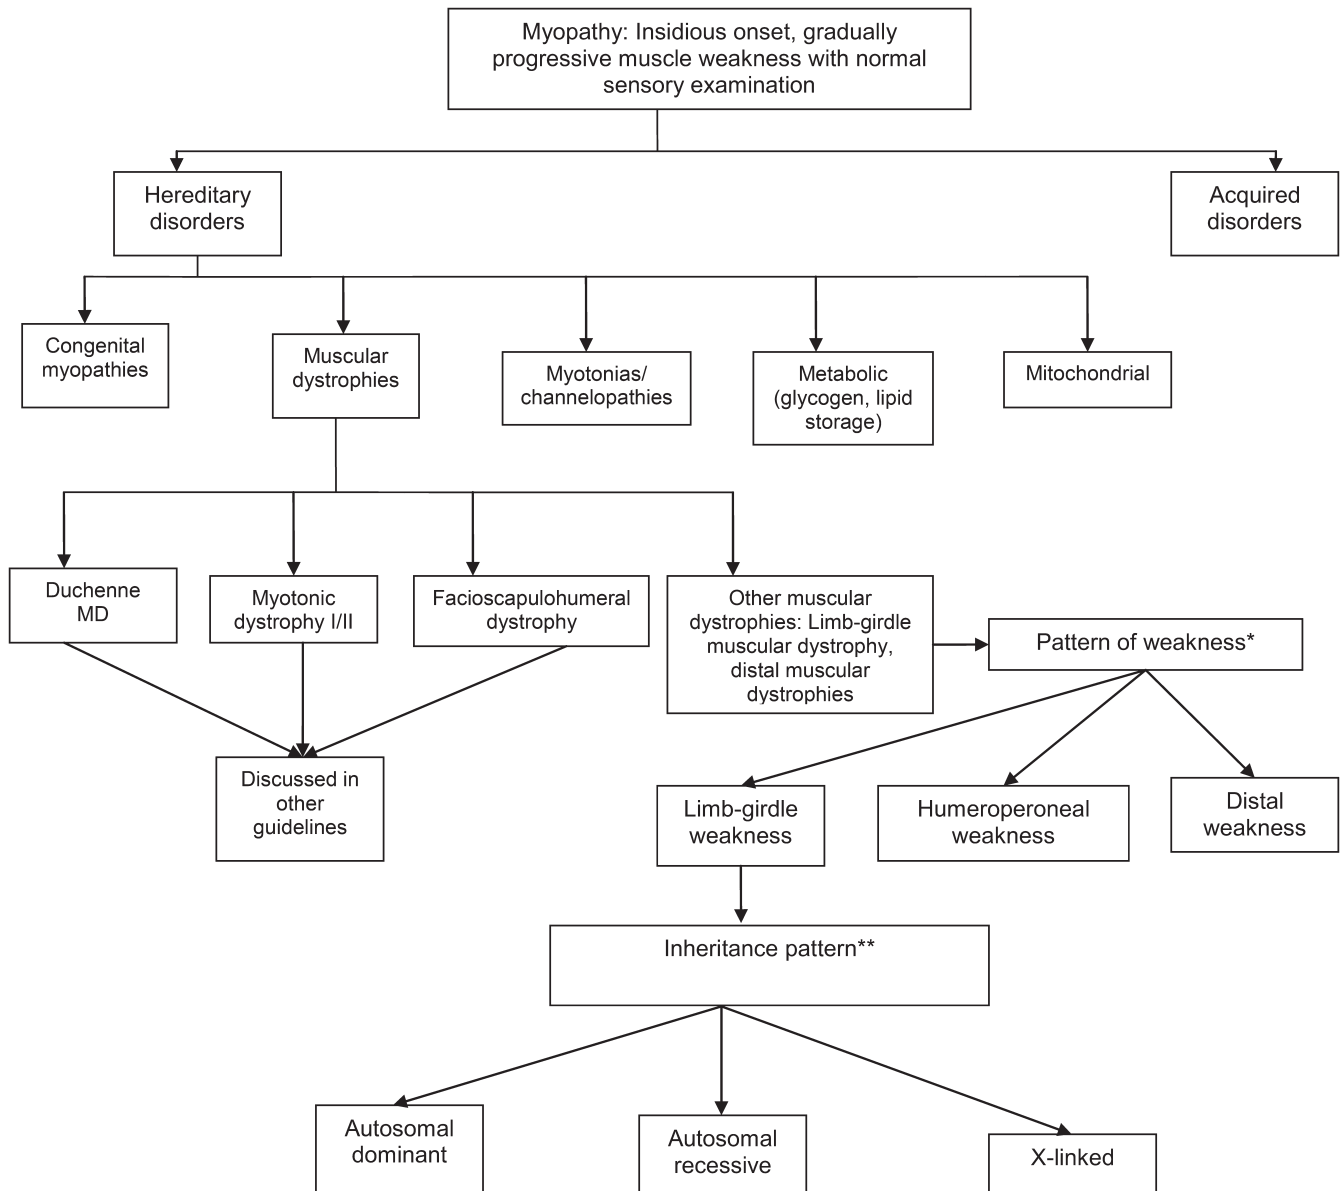 Myopathy: Insidious onset, gradually
progressive muscle weakness with normal
sensory examination
Hereditary
disorders
Acquired
disorders
Congenital
myopathies
Muscular
dystrophies
Myotonias/
channelopathies
Metabolic
(glycogen, lipid
storage)
Mitochondrial
Duchenne
MD
Myotonic
dystrophy I/II
Facioscapulohumeral
dystrophy
Other muscular
dystrophies: Limb-girdle
muscular dystrophy,
distal muscular
dystrophies
Pattern of weakness*
Discussed in
other
guidelines
Limb-girdle
weakness
Humeroperoneal
weakness
Distal
weakness
Inheritance pattern**
Autosomal
dominant
Autosomal
recessive
X-linked